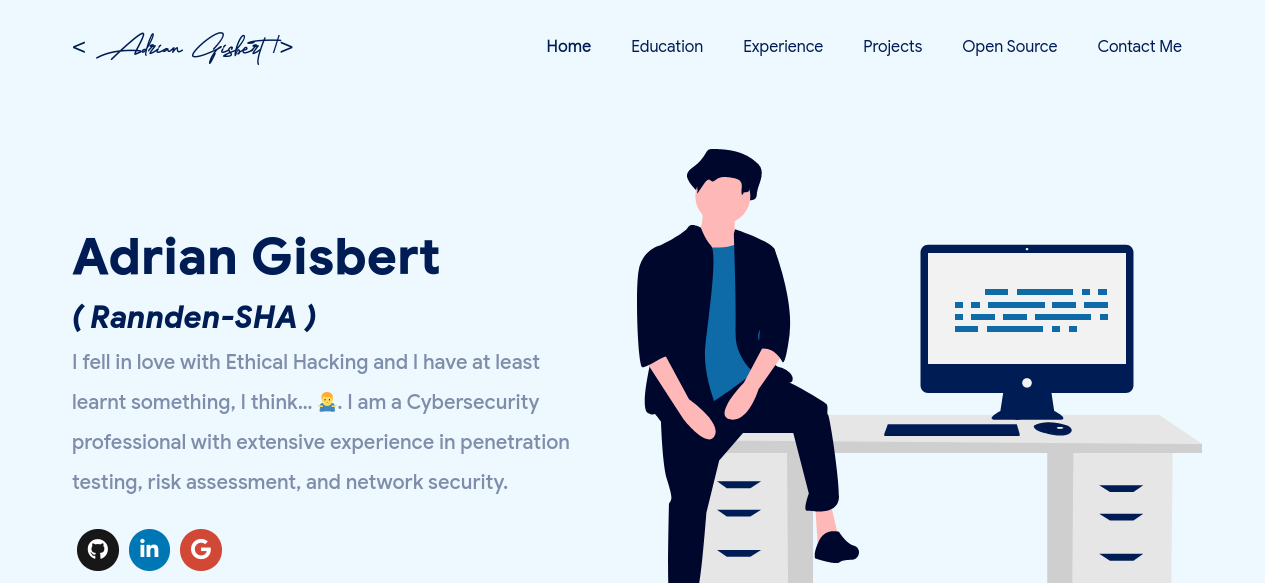 < Adrian Gisbert />
Home Education Experience Projects Open Source Contact Me
Adrian Gisbert
( Rannden-SHA )
I fell in love with Ethical Hacking and I have at least
learnt something, I think... 🤷‍♂️. I am a Cybersecurity
professional with extensive experience in penetration
testing, risk assessment, and network security.
in
G